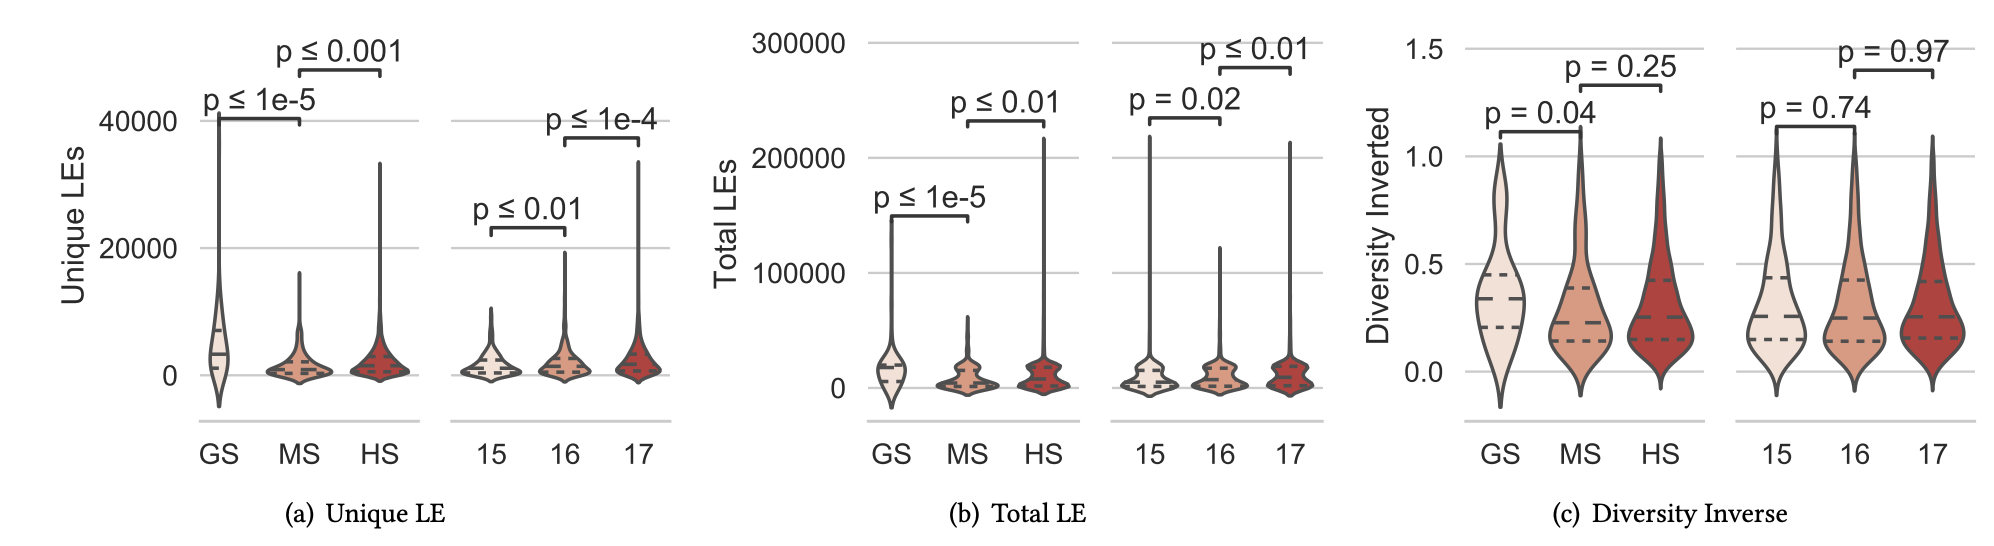 p ≤ 0.001
p ≤ 1e-5
40000
20000
0
Unique LEs
p ≤ 1e-4
p ≤ 0.01
GS MS HS
15 16 17
(a) Unique LE
300000
200000
100000
0
Total LEs
p ≤ 0.01
p ≤ 1e-5
p ≤ 0.01
p = 0.02
GS MS HS
15 16 17
(b) Total LE
1.5
1.0
0.5
0.0
Diversity Inverted
p = 0.25
p = 0.04
p = 0.97
p = 0.74
GS MS HS
15 16 17
(c) Diversity Inverse